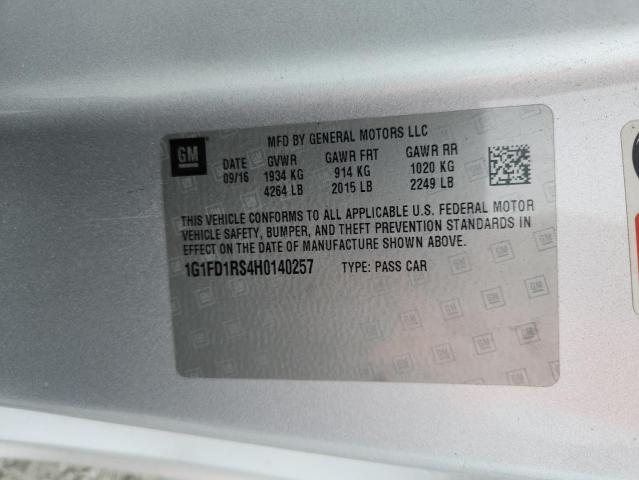 GM
MFD BY GENERAL MOTORS LLC
DATE GVWR GAWR FRT GAWR RR
09/16 1934 KG 914 KG 1020 KG
4264 LB 2015 LB 2249 LB
THIS VEHICLE CONFORMS TO ALL APPLICABLE U.S. FEDERAL MOTOR
VEHICLE SAFETY, BUMPER, AND THEFT PREVENTION STANDARDS IN
EFFECT ON THE DATE OF MANUFACTURE SHOWN ABOVE.
1G1FD1RS4H0140257 TYPE: PASS CAR